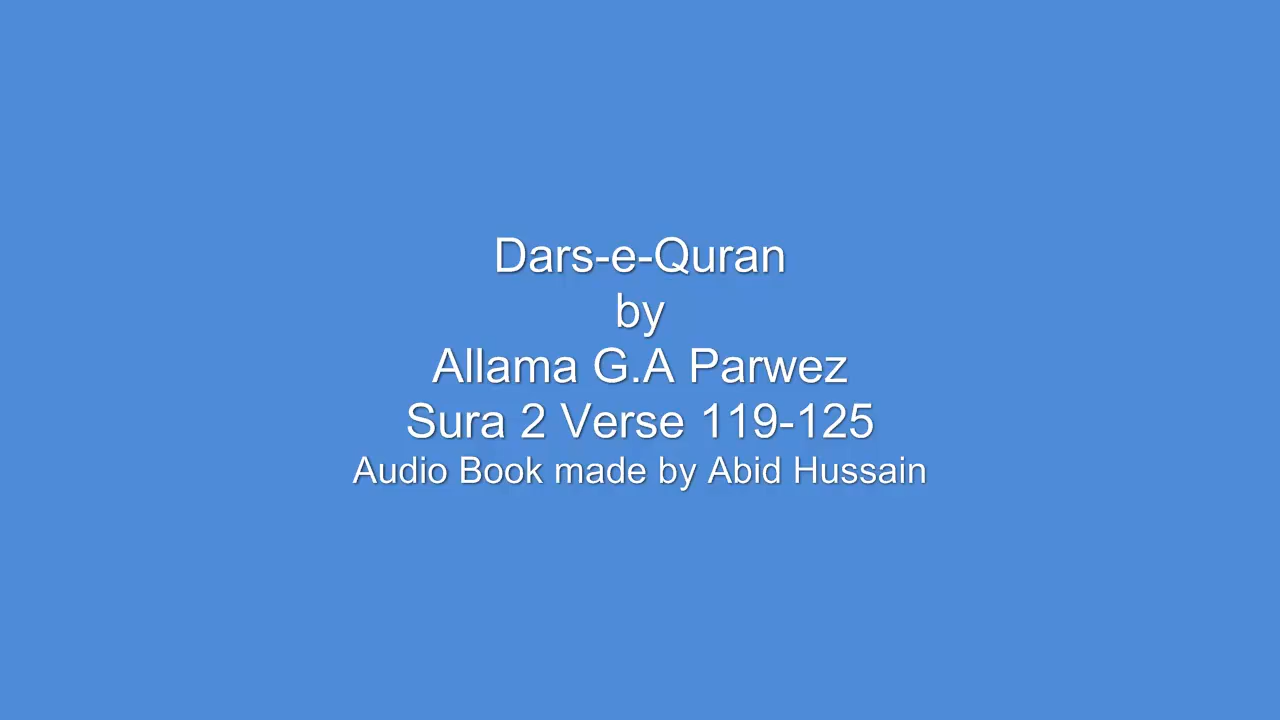 Dars-e-Quran
by
Allama G.A Parwez
Sura 2 Verse 119-125
Audio Book made by Abid Hussain